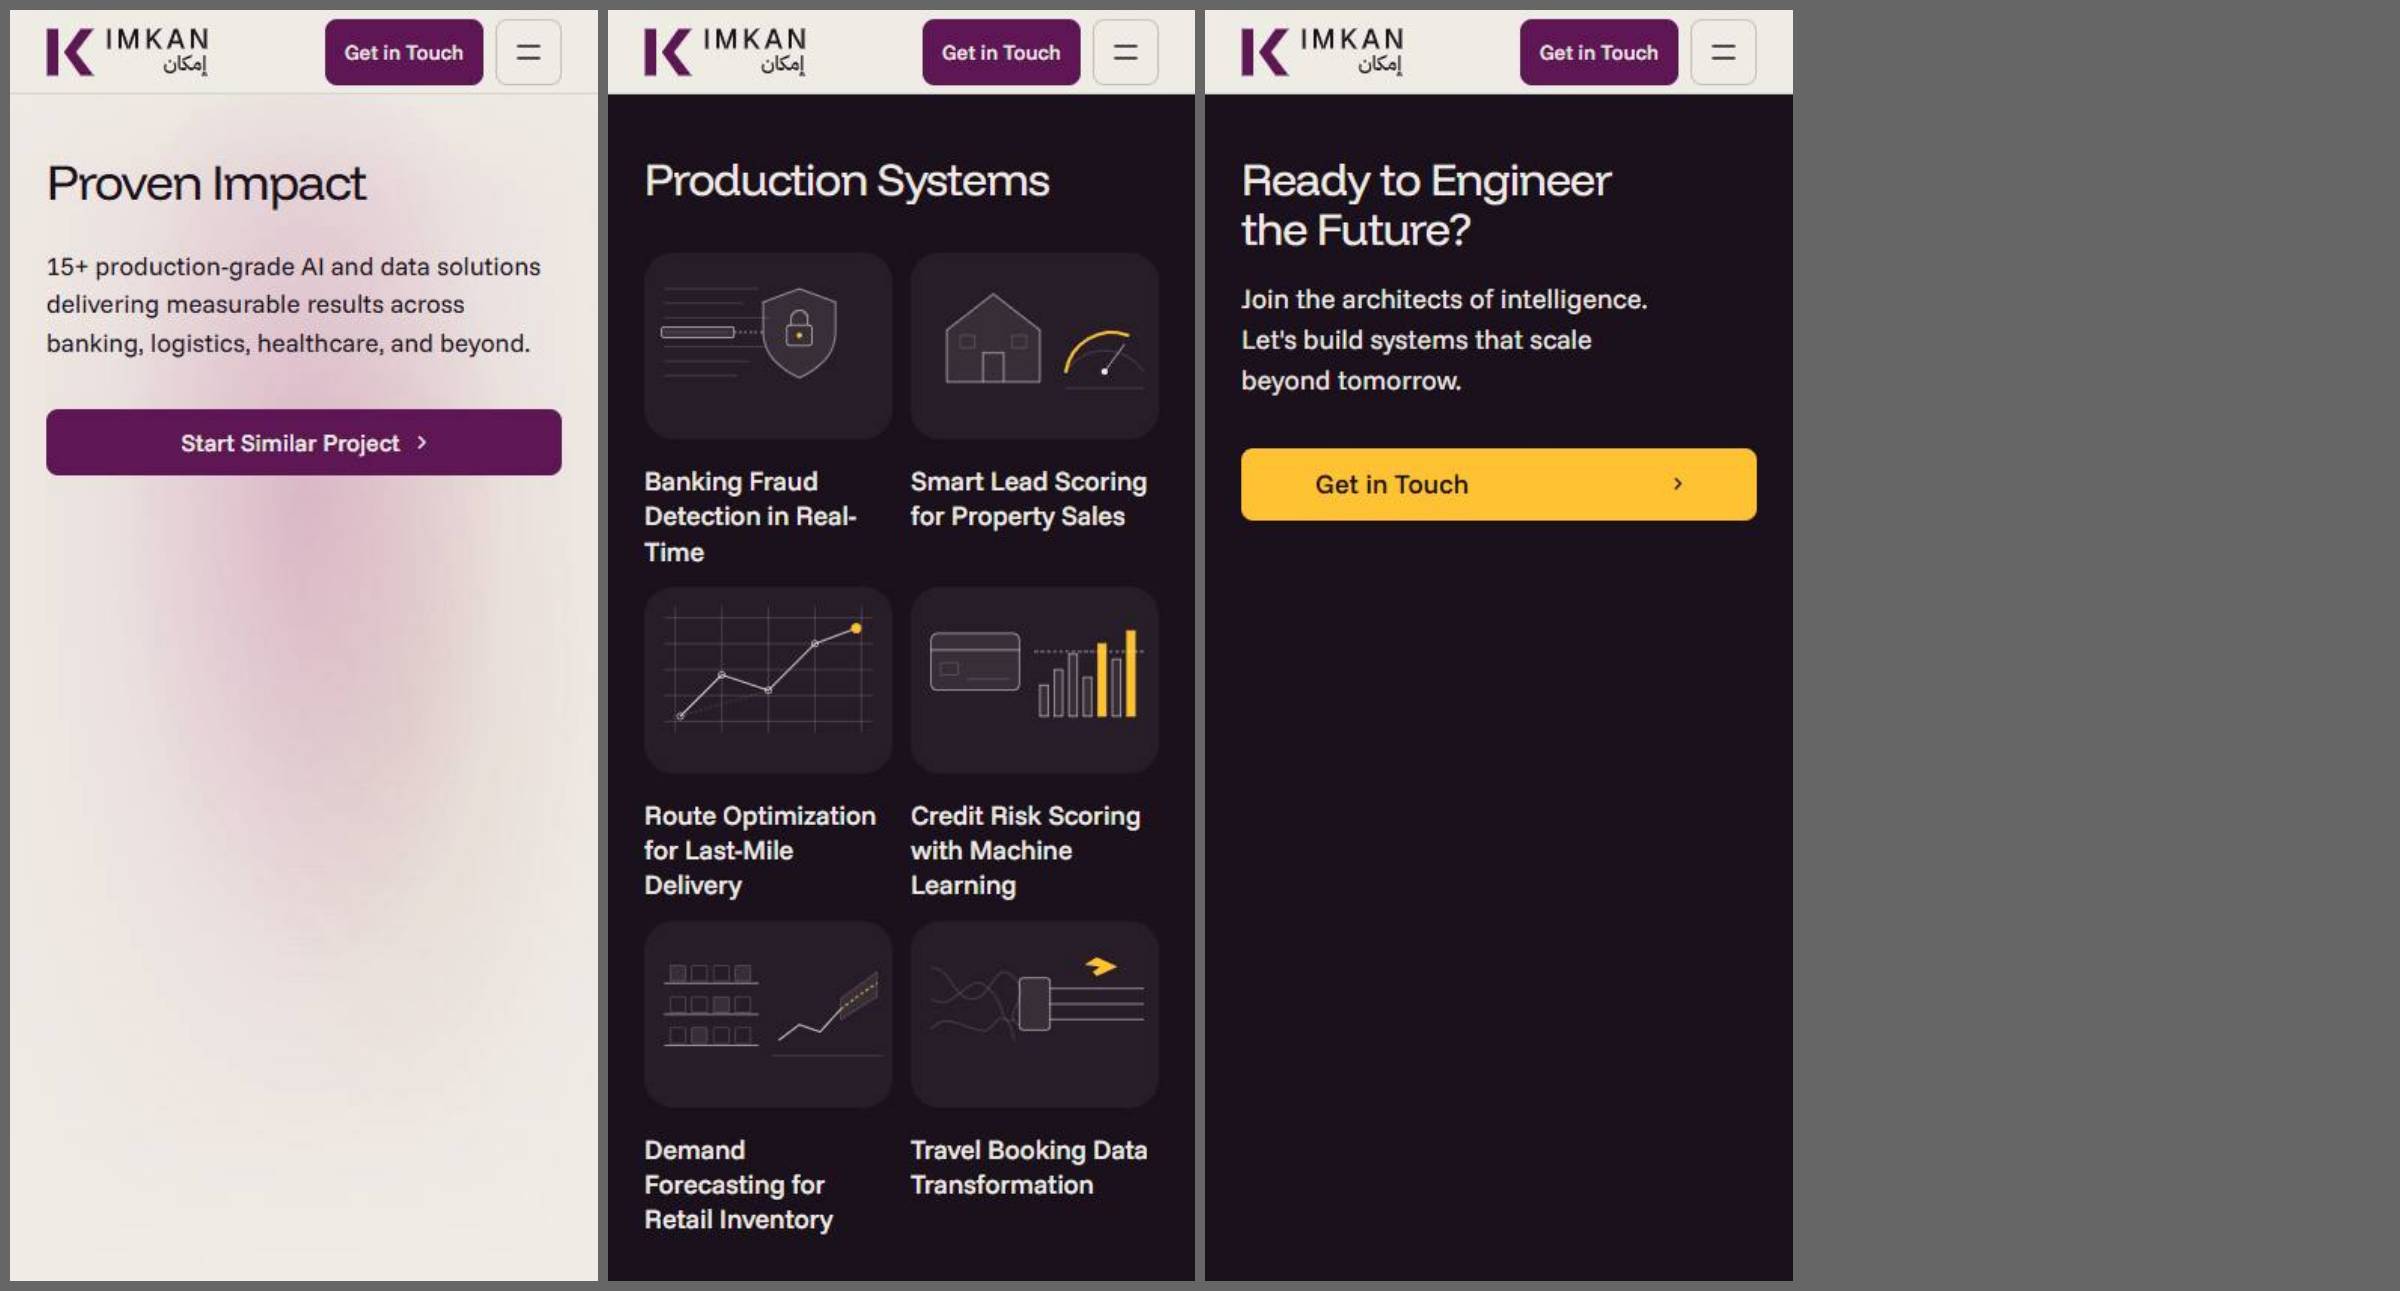 IMKAN
إمكان
Get in Touch
Proven Impact
15+ production-grade AI and data solutions
delivering measurable results across
banking, logistics, healthcare, and beyond.
Start Similar Project
IMKAN
إمكان
Get in Touch
Production Systems
Banking Fraud
Detection in Real-
Time
Smart Lead Scoring
for Property Sales
Route Optimization
for Last-Mile
Delivery
Credit Risk Scoring
with Machine
Learning
Demand
Forecasting for
Retail Inventory
Travel Booking Data
Transformation
IMKAN
إمكان
Get in Touch
Ready to Engineer
the Future?
Join the architects of intelligence.
Let's build systems that scale
beyond tomorrow.
Get in Touch